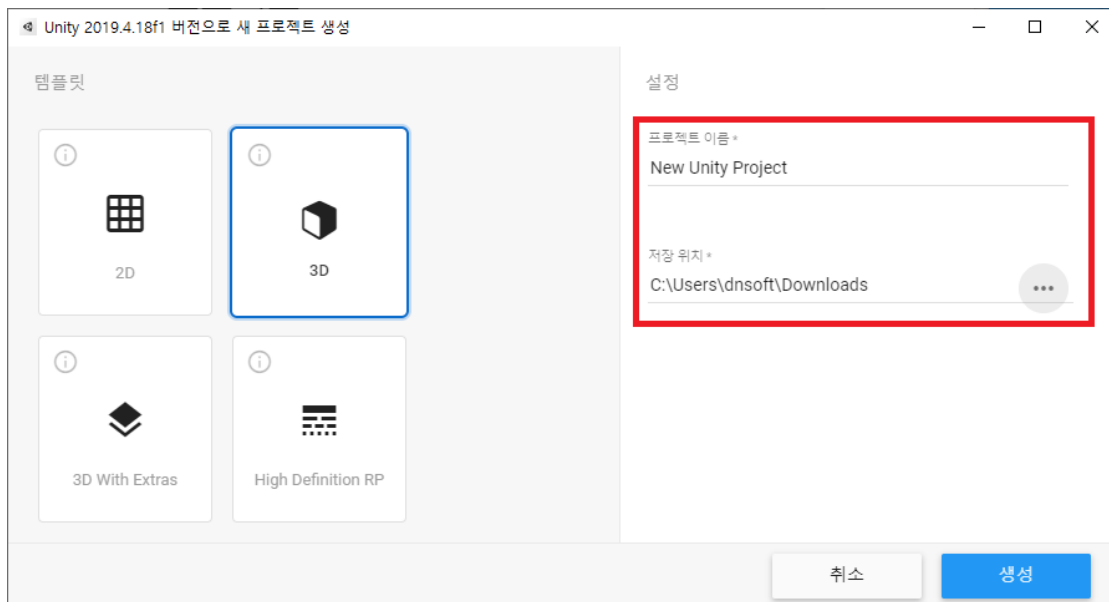 Unity 2019.4.18f1 버전으로 새 프로젝트 생성
템플릿
2D
3D
3D With Extras
High Definition RP
설정
프로젝트 이름 *
New Unity Project
저장 위치 *
C:\Users\dnsoft\Downloads
취소
생성